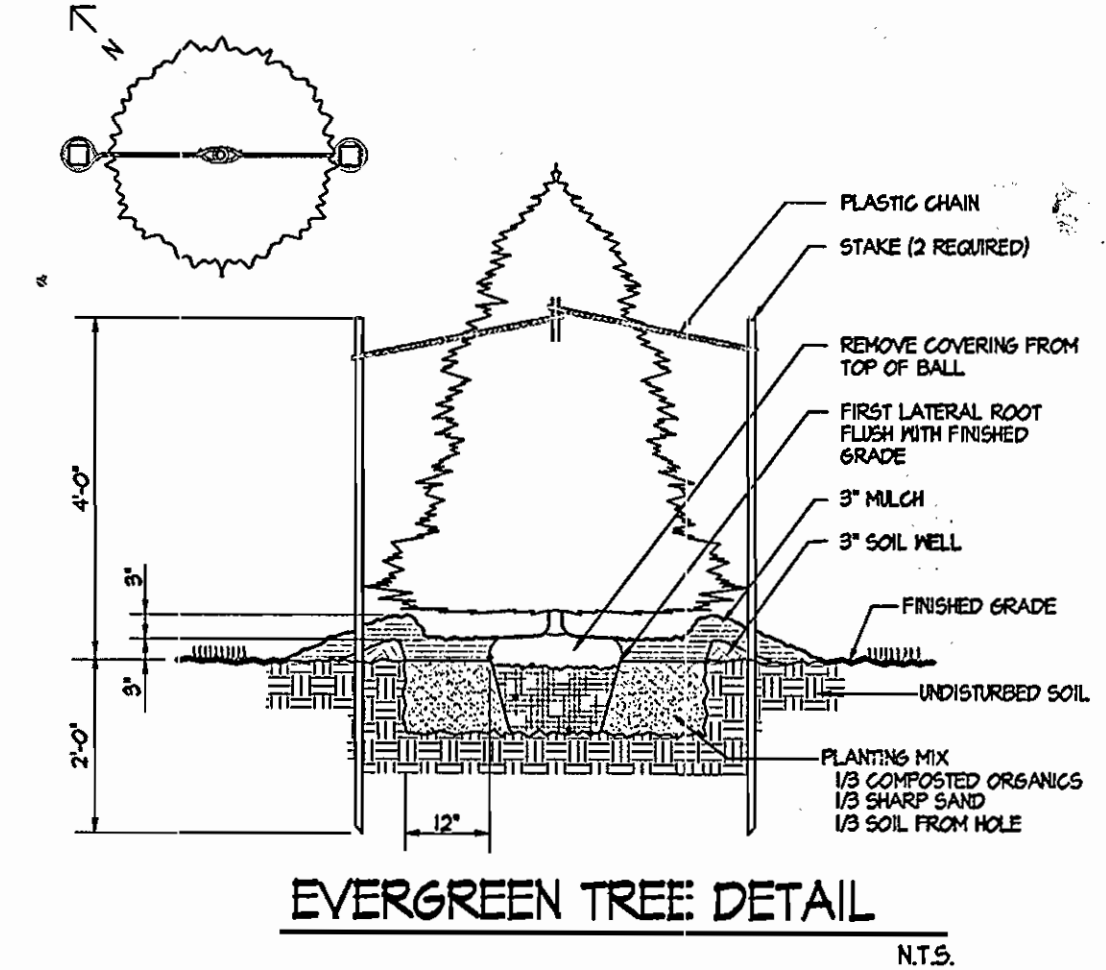 N
PLASTIC CHAIN
STAKE (2 REQUIRED)
REMOVE COVERING FROM
TOP OF BALL
FIRST LATERAL ROOT
FLUSH WITH FINISHED
GRADE
3" MULCH
3" SOIL WELL
FINISHED GRADE
UNDISTURBED SOIL
PLANTING MIX
1/3 COMPOSTED ORGANICS
1/3 SHARP SAND
1/3 SOIL FROM HOLE
4'-0"
3"
3"
2'-0"
12"
EVERGREEN TREE DETAIL
N.T.S.